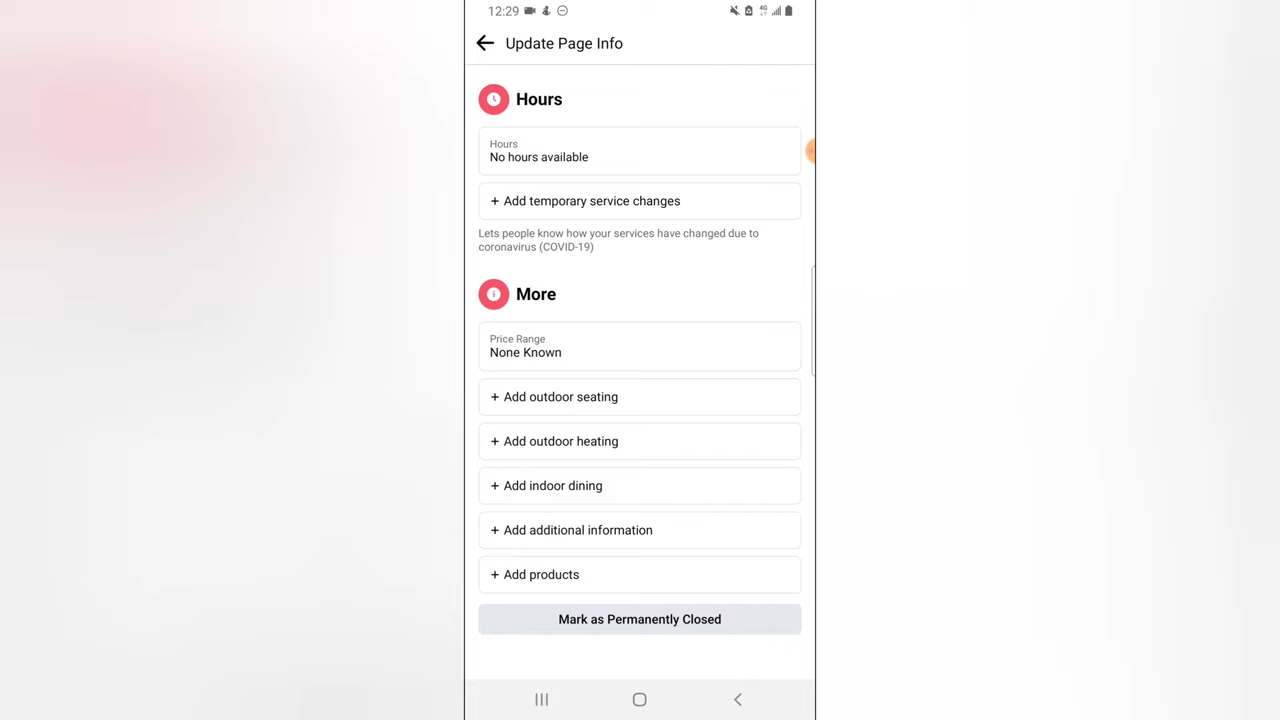 12:29
4G
Update Page Info
Hours
Hours
No hours available
+ Add temporary service changes
Lets people know how your services have changed due to
coronavirus (COVID-19)
More
Price Range
None Known
+ Add outdoor seating
+ Add outdoor heating
+ Add indoor dining
+ Add additional information
+ Add products
Mark as Permanently Closed